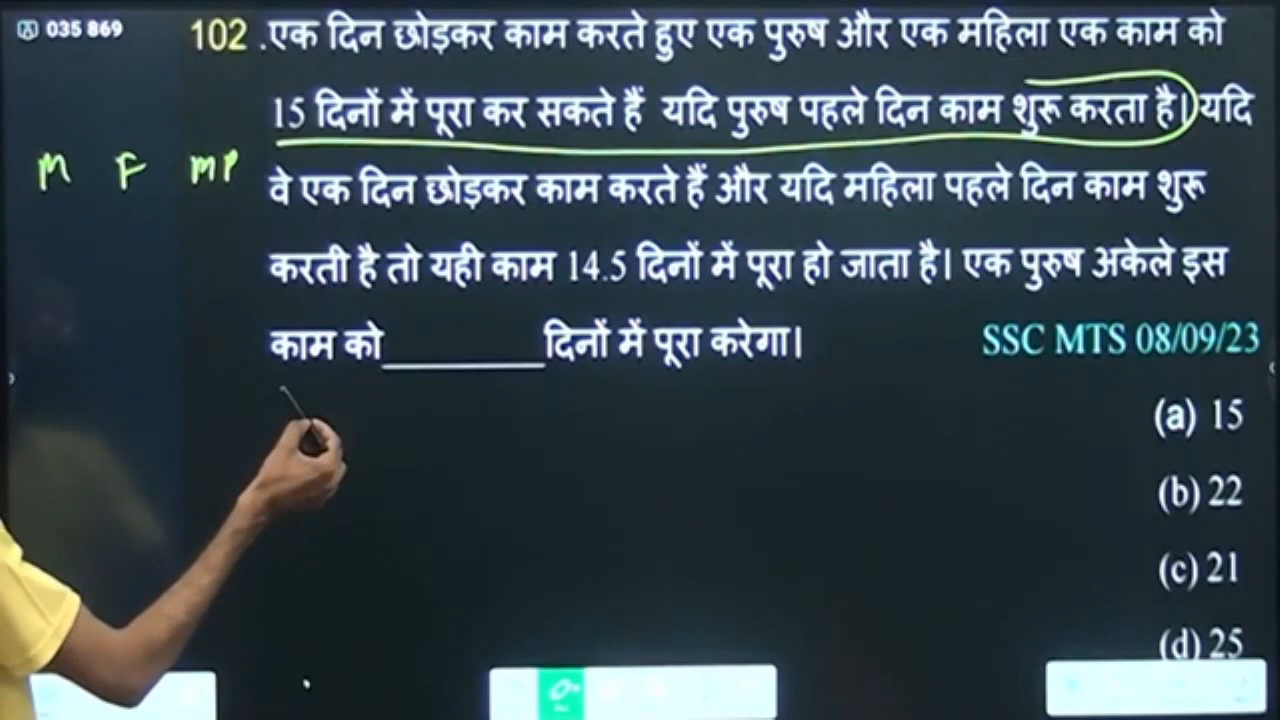 035 869
102 .एक दिन छोड़कर काम करते हुए एक पुरुष और एक महिला एक काम को
15 दिनों में पूरा कर सकते हैं यदि पुरुष पहले दिन काम शुरू करता है। यदि
M F MP
वे एक दिन छोड़कर काम करते हैं और यदि महिला पहले दिन काम शुरू
करती है तो यही काम 14.5 दिनों में पूरा हो जाता है। एक पुरुष अकेले इस
काम को__________दिनों में पूरा करेगा।
SSC MTS 08/09/23
(a) 15
(b) 22
(c) 21
(d) 25